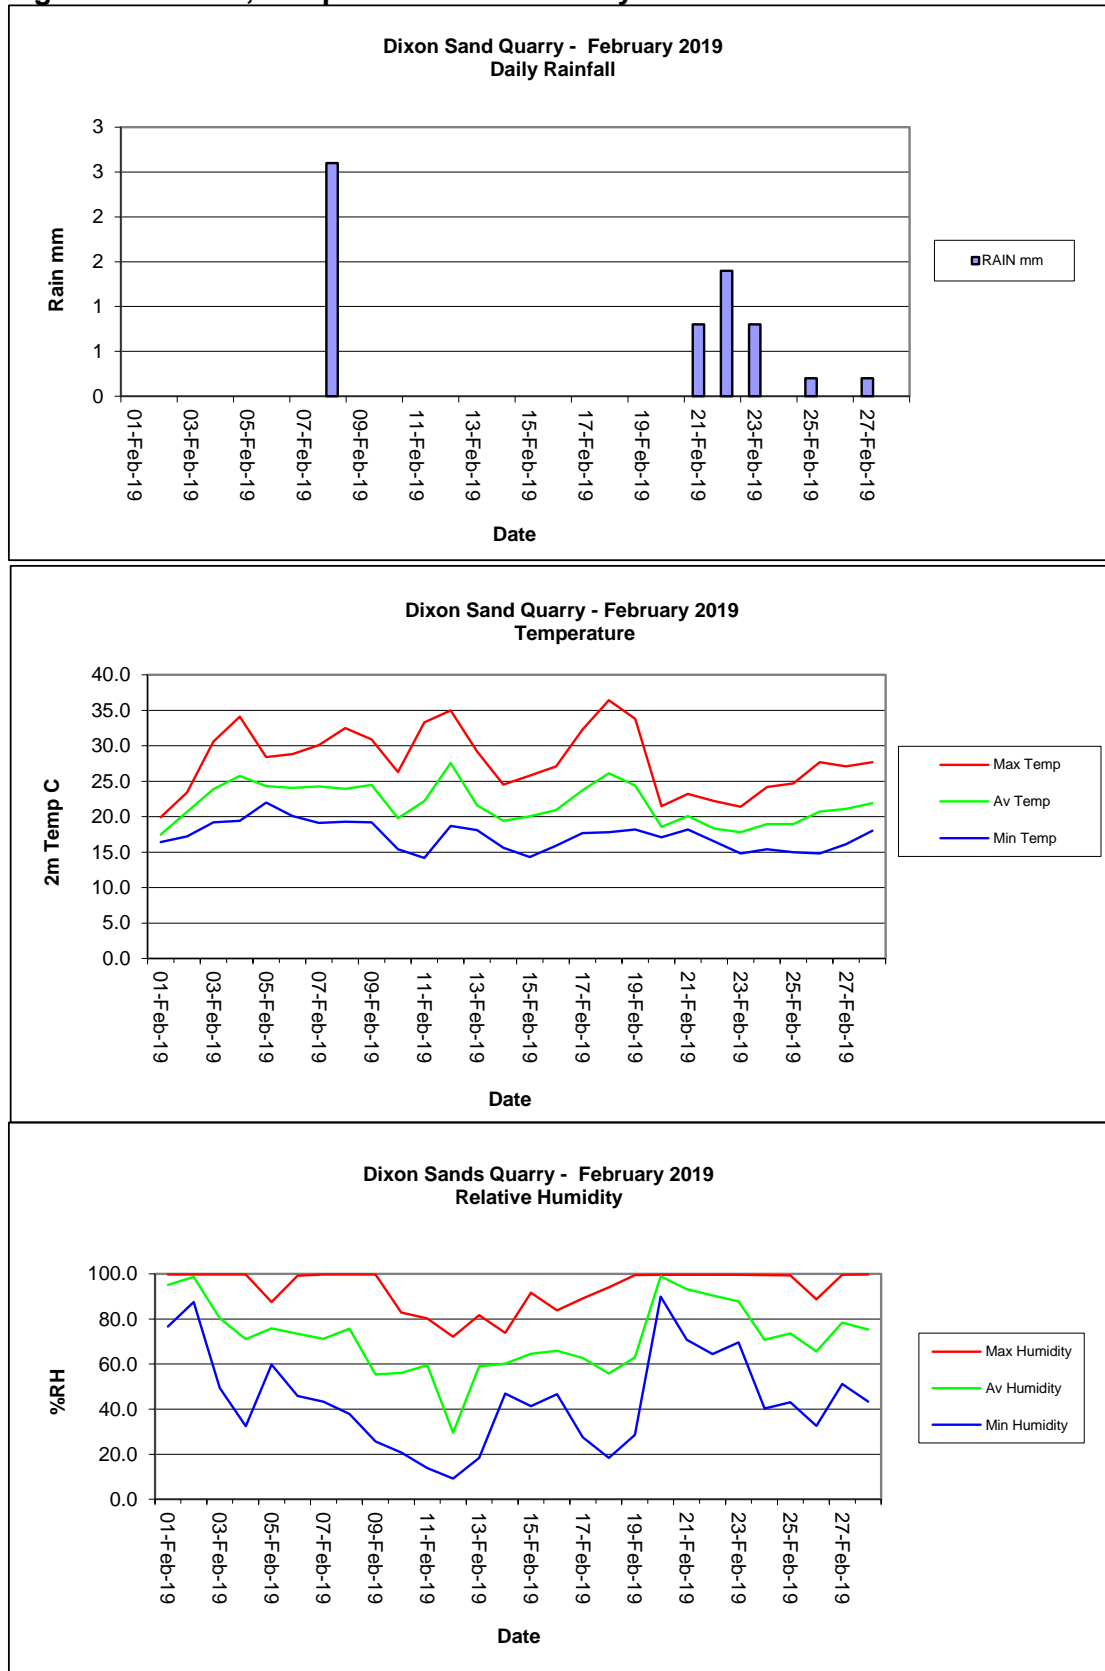 Dixon Sand Quarry -  February 2019
Daily Rainfall
3
3
2
2
1
1
0
Rain mm
RAIN mm
01-Feb-19
03-Feb-19
05-Feb-19
07-Feb-19
09-Feb-19
11-Feb-19
13-Feb-19
15-Feb-19
17-Feb-19
19-Feb-19
21-Feb-19
23-Feb-19
25-Feb-19
27-Feb-19
Date
Dixon Sand Quarry - February 2019
Temperature
40.0
35.0
30.0
25.0
20.0
15.0
10.0
5.0
0.0
2m Temp C
Max Temp
Av Temp
Min Temp
01-Feb-19
03-Feb-19
05-Feb-19
07-Feb-19
09-Feb-19
11-Feb-19
13-Feb-19
15-Feb-19
17-Feb-19
19-Feb-19
21-Feb-19
23-Feb-19
25-Feb-19
27-Feb-19
Date
Dixon Sands Quarry -  February 2019
Relative Humidity
100.0
80.0
60.0
40.0
20.0
0.0
%RH
Max Humidity
Av Humidity
Min Humidity
01-Feb-19
03-Feb-19
05-Feb-19
07-Feb-19
09-Feb-19
11-Feb-19
13-Feb-19
15-Feb-19
17-Feb-19
19-Feb-19
21-Feb-19
23-Feb-19
25-Feb-19
27-Feb-19
Date